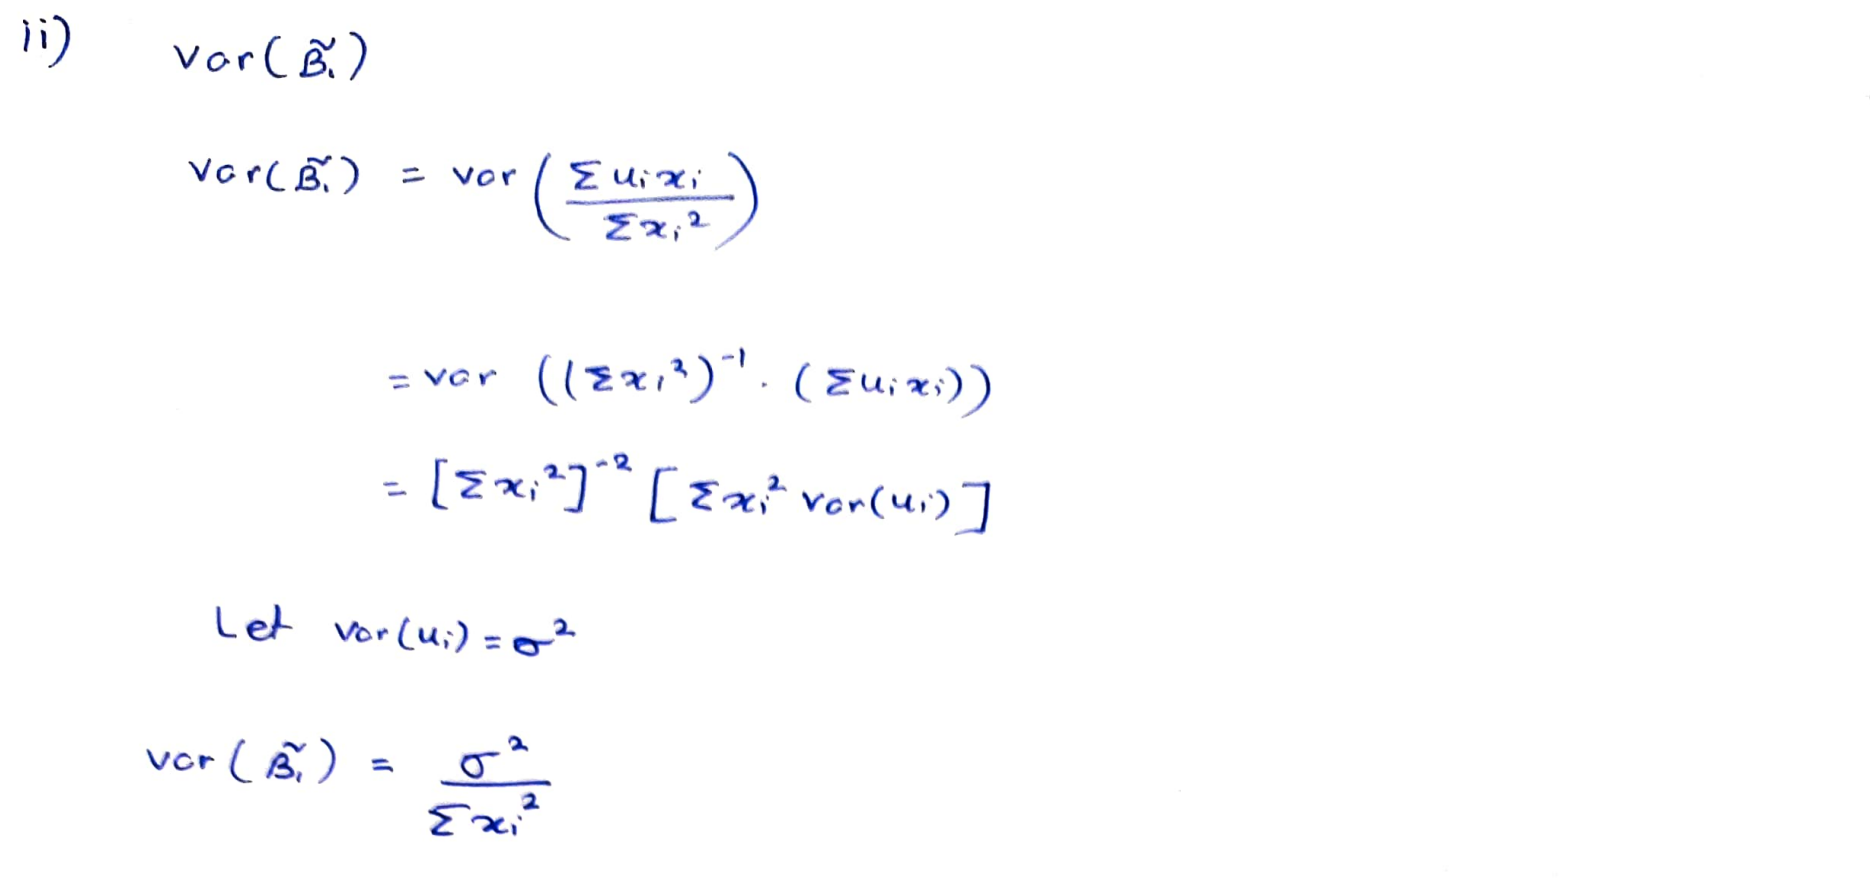 ii) var(β̃₁)
var(β̃₁) = var(Σuᵢxᵢ / Σxᵢ²)
= var ((Σxᵢ²)⁻¹ . (Σuᵢxᵢ))
= [Σxᵢ²]⁻² [Σxᵢ² var(uᵢ)]
Let var(uᵢ) = σ²
var(β̃₁) = σ² / Σxᵢ²